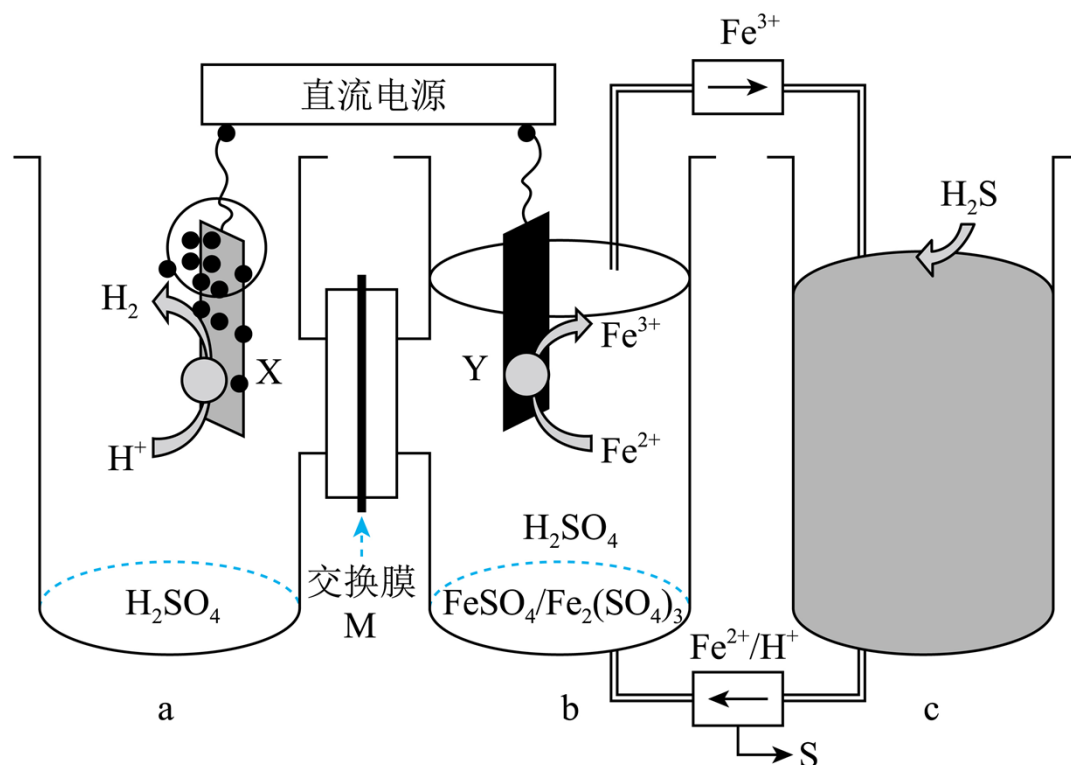 Fe³⁺
直流电源
H₂S
H₂
X
Y
Fe³⁺
H⁺
Fe²⁺
H₂SO₄
交换膜
M
H₂SO₄
FeSO₄/Fe₂(SO₄)₃
Fe²⁺/H⁺
a
b
c
S